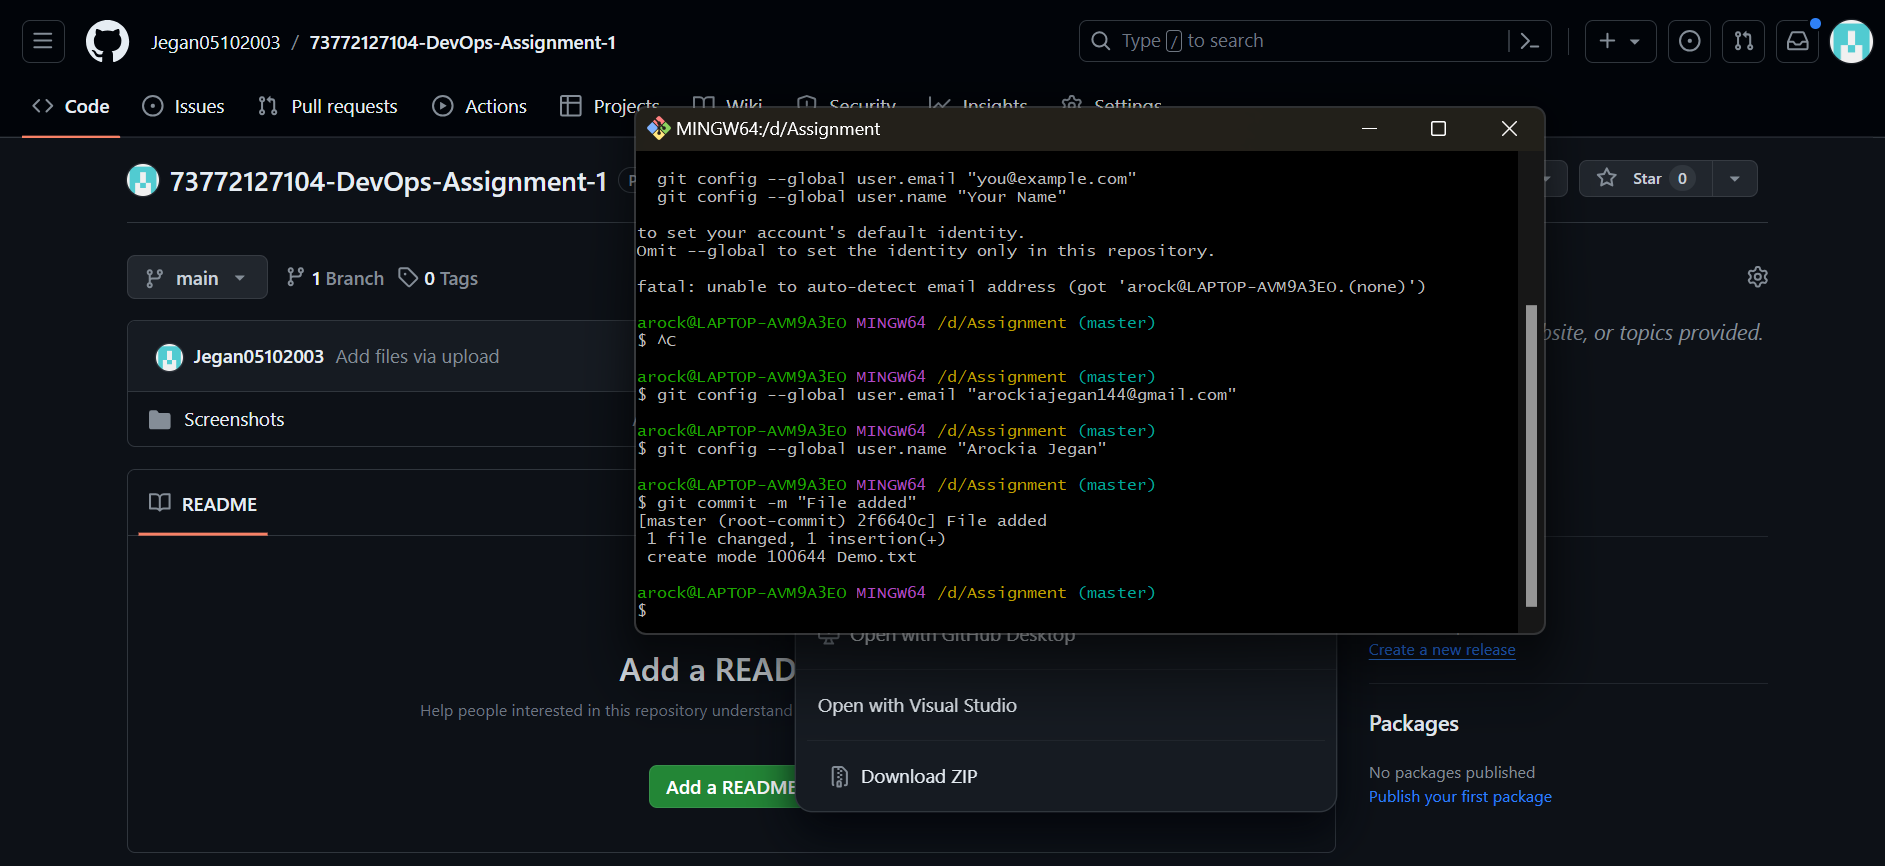 Jegan05102003 / 73772127104-DevOps-Assignment-1
Type / to search
Code Issues Pull requests Actions Projects Wiki Security Insights Settings
MINGW64:/d/Assignment
73772127104-DevOps-Assignment-1
Star 0
git config --global user.email "you@example.com"
git config --global user.name "Your Name"
to set your account's default identity.
Omit --global to set the identity only in this repository.
fatal: unable to auto-detect email address (got 'arock@LAPTOP-AVM9A3EO.(none)')
arock@LAPTOP-AVM9A3EO MINGW64 /d/Assignment (master)
$ ^C
arock@LAPTOP-AVM9A3EO MINGW64 /d/Assignment (master)
$ git config --global user.email "arockiajegan144@gmail.com"
arock@LAPTOP-AVM9A3EO MINGW64 /d/Assignment (master)
$ git config --global user.name "Arockia Jegan"
arock@LAPTOP-AVM9A3EO MINGW64 /d/Assignment (master)
$ git commit -m "File added"
[master (root-commit) 2f6640c] File added
1 file changed, 1 insertion(+)
create mode 100644 Demo.txt
arock@LAPTOP-AVM9A3EO MINGW64 /d/Assignment (master)
$
main 1 Branch 0 Tags
Jegan05102003 Add files via upload
Screenshots
README
or topics provided.
Add a READ
Help people interested in this repository understand
Add a README
Open with GitHub Desktop
Open with Visual Studio
Download ZIP
Create a new release
Packages
No packages published
Publish your first package